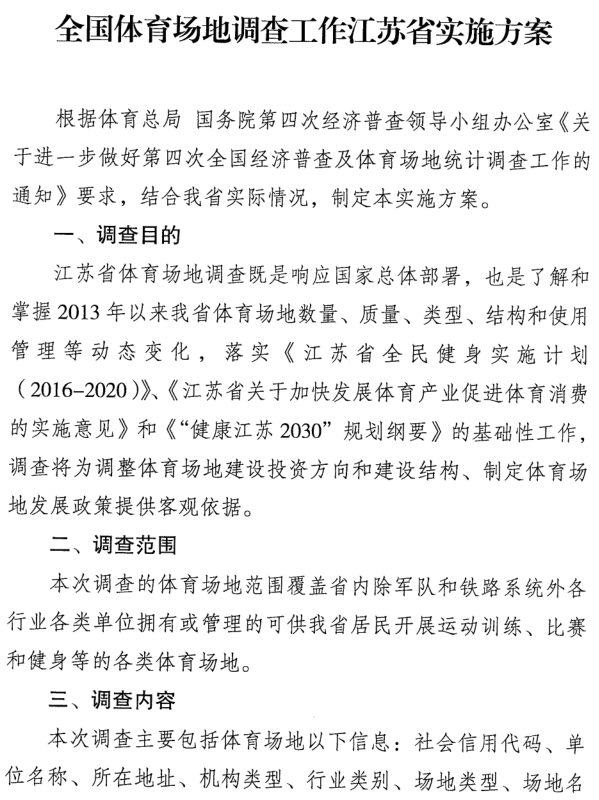 全国体育场地调查工作江苏省实施方案
根据体育总局 国务院第四次经济普查领导小组办公室《关
于进一步做好第四次全国经济普查及体育场地统计调查工作的
通知》要求，结合我省实际情况，制定本实施方案。
一、调查目的
江苏省体育场地调查既是响应国家总体部署，也是了解和
掌握 2013 年以来我省体育场地数量、质量、类型、结构和使用
管理等动态变化，落实《江苏省全民健身实施计划
（2016–2020）》、《江苏省关于加快发展体育产业促进体育消费
的实施意见》和《“健康江苏 2030”规划纲要》的基础性工作，
调查将为调整体育场地建设投资方向和建设结构、制定体育场
地发展政策提供客观依据。
二、调查范围
本次调查的体育场地范围覆盖省内除军队和铁路系统外各
行业各类单位拥有或管理的可供我省居民开展运动训练、比赛
和健身等的各类体育场地。
三、调查内容
本次调查主要包括体育场地以下信息：社会信用代码、单
位名称、所在地址、机构类型、行业类别、场地类型、场地名